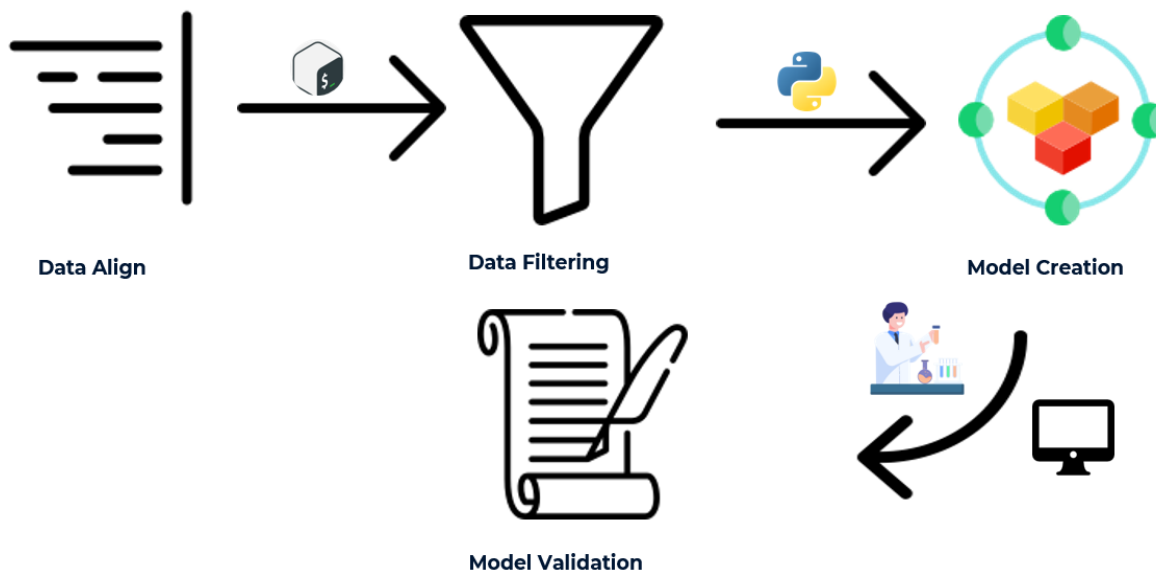 $
Data Align
Data Filtering
Model Creation
Model Validation